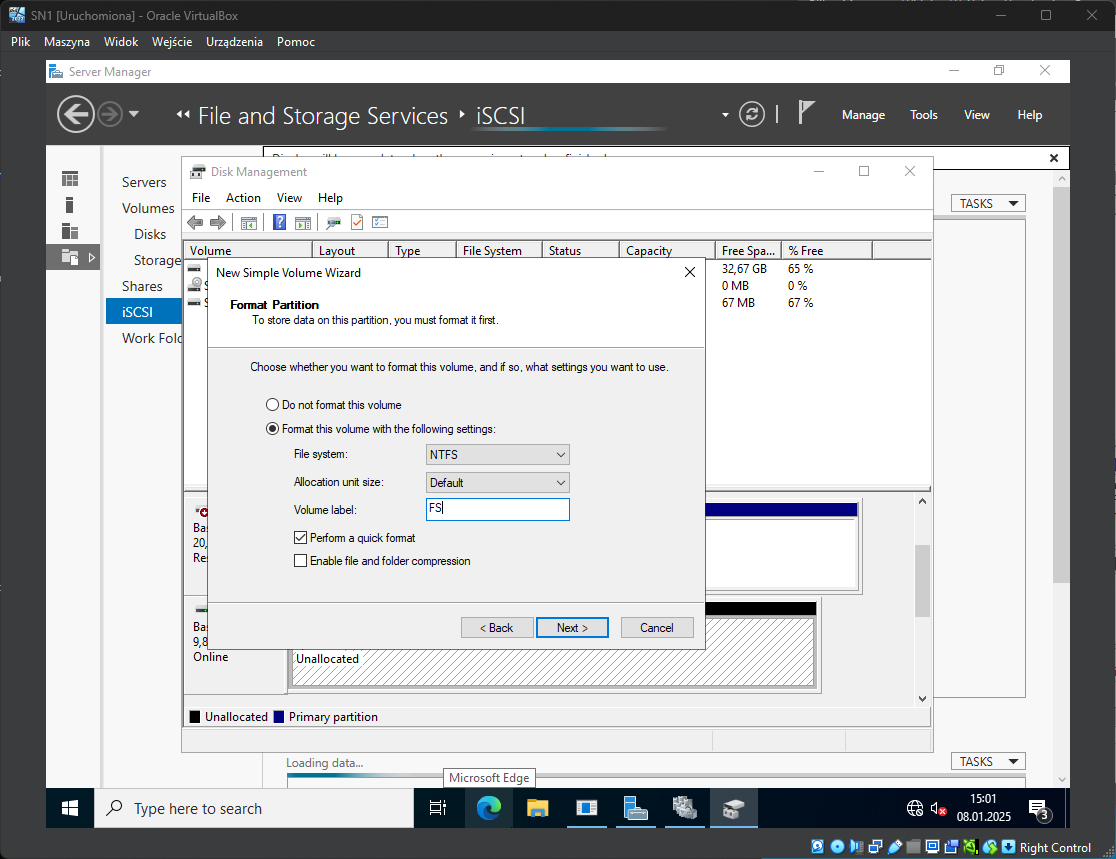 SN1 [Uruchomiona] - Oracle VirtualBox
Plik Maszyna Widok Wejście Urządzenia Pomoc
Server Manager
File and Storage Services iSCSI
Manage Tools View Help
Servers
Volumes
Disks
Storage
Shares
iSCSI
Work Fold
TASKS
Disk Management
File Action View Help
Volume Layout Type File System Status Capacity Free Spa... % Free
32,67 GB 65 %
0 MB 0 %
67 MB 67 %
New Simple Volume Wizard
Format Partition
To store data on this partition, you must format it first.
Choose whether you want to format this volume, and if so, what settings you want to use.
Do not format this volume
Format this volume with the following settings:
File system: NTFS
Allocation unit size: Default
Volume label: FS
Perform a quick format
Enable file and folder compression
< Back Next > Cancel
Ba
20,
Re
Ba
9,8
Online
Unallocated
Unallocated Primary partition
Loading data...
TASKS
Microsoft Edge
Type here to search
15:01
08.01.2025
3
Right Control